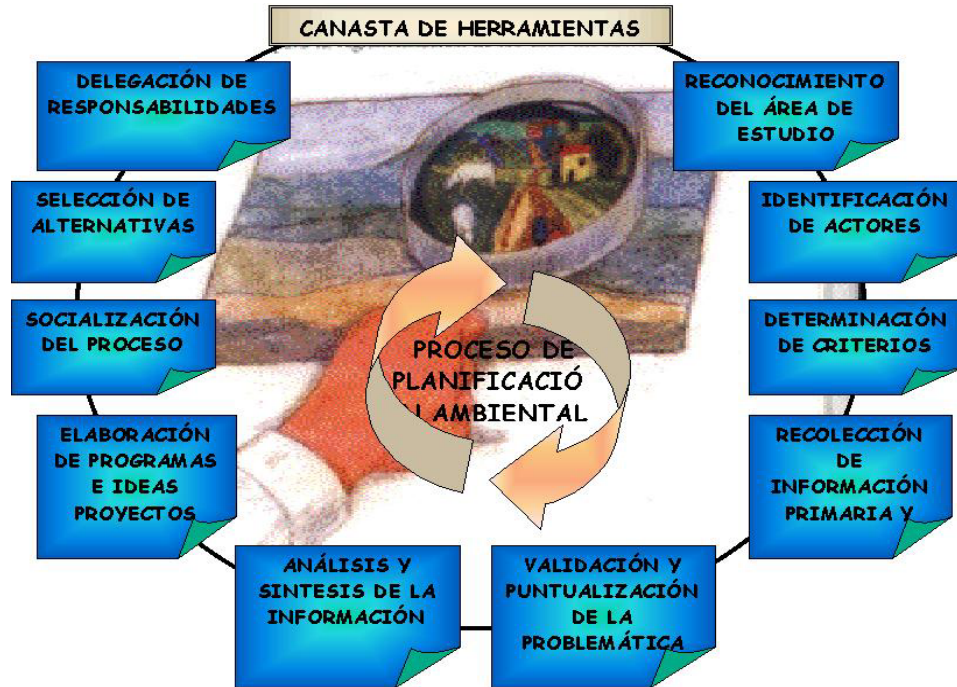 CANASTA DE HERRAMIENTAS
RECONOCIMIENTO
DEL ÁREA DE
ESTUDIO
IDENTIFICACIÓN
DE ACTORES
DETERMINACIÓN
DE CRITERIOS
RECOLECCIÓN
DE
INFORMACIÓN
PRIMARIA Y
VALIDACIÓN Y
PUNTUALIZACIÓN
DE LA
PROBLEMÁTICA
ANÁLISIS Y
SINTESIS DE LA
INFORMACIÓN
ELABORACIÓN
DE PROGRAMAS
E IDEAS
PROYECTOS
SOCIALIZACIÓN
DEL PROCESO
SELECCIÓN DE
ALTERNATIVAS
DELEGACIÓN DE
RESPONSABILIDADES
PROCESO DE
PLANIFICACIÓ
N AMBIENTAL